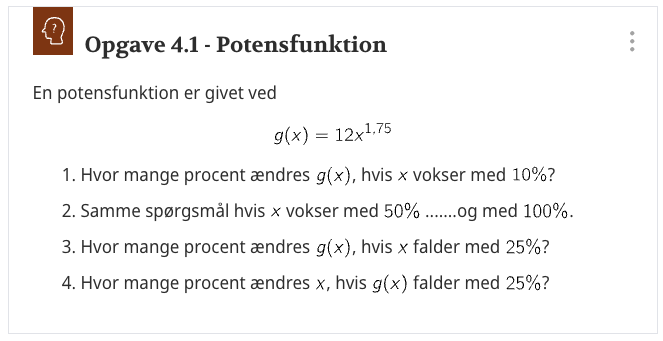 Opgave 4.1 - Potensfunktion
En potensfunktion er givet ved
g(x) = 12x^{1,75}
1. Hvor mange procent ændres g(x), hvis x vokser med 10%?
2. Samme spørgsmål hvis x vokser med 50% .......og med 100%.
3. Hvor mange procent ændres g(x), hvis x falder med 25%?
4. Hvor mange procent ændres x, hvis g(x) falder med 25%?